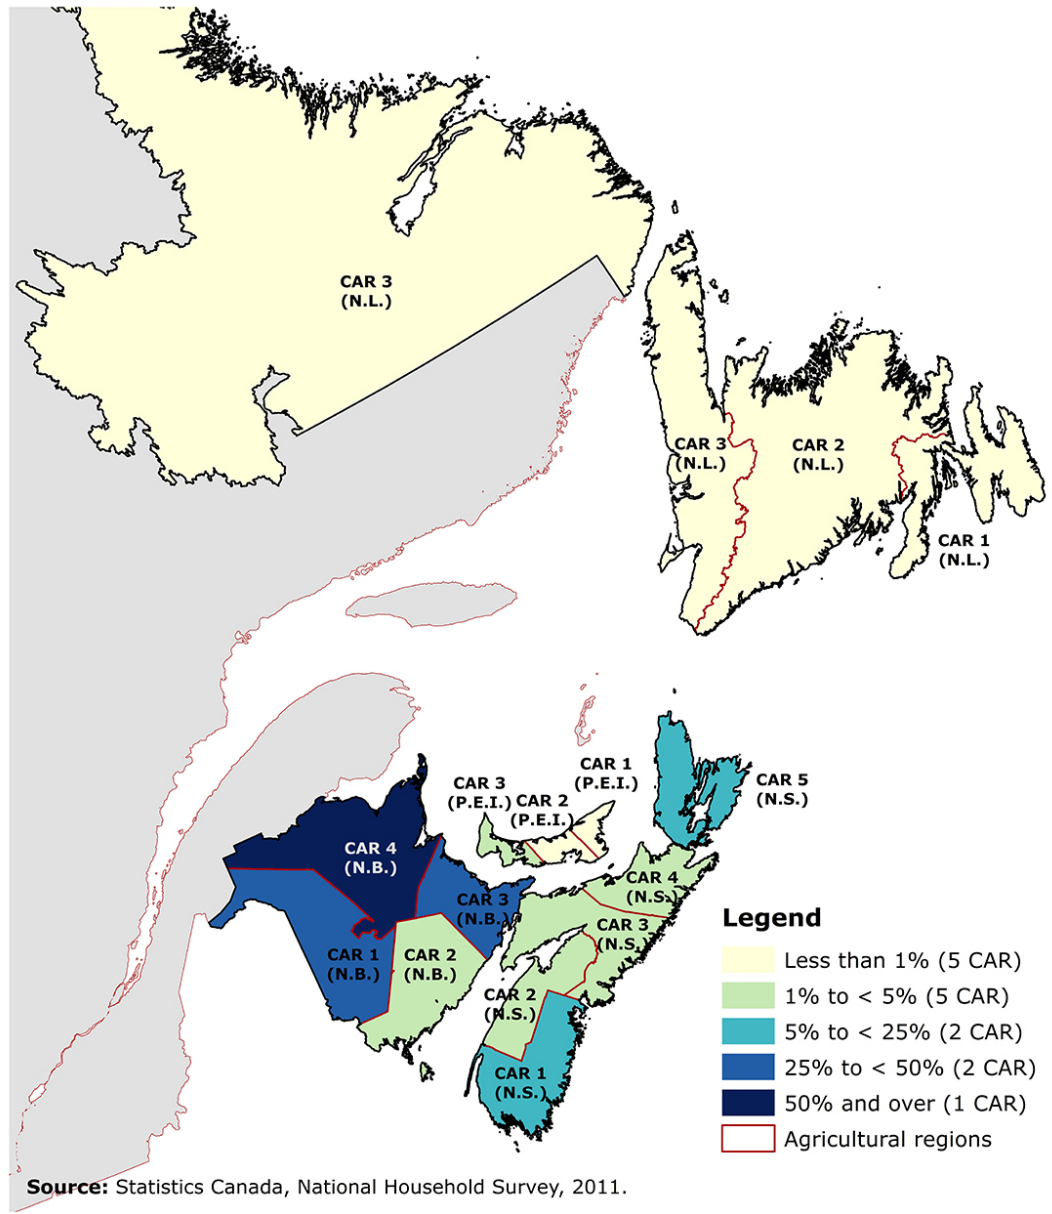 CAR 3
(N.L.)
CAR 3
(N.L.)
CAR 2
(N.L.)
CAR 1
(N.L.)
CAR 1
(P.E.I.)
CAR 3
(P.E.I.)
CAR 2
(P.E.I.)
CAR 5
(N.S.)
CAR 4
(N.B.)
CAR 4
(N.S.)
CAR 3
(N.B.)
CAR 3
(N.S.)
CAR 1
(N.B.)
CAR 2
(N.B.)
CAR 2
(N.S.)
CAR 1
(N.S.)
Legend
Less than 1% (5 CAR)
1% to < 5% (5 CAR)
5% to < 25% (2 CAR)
25% to < 50% (2 CAR)
50% and over (1 CAR)
Agricultural regions
Source: Statistics Canada, National Household Survey, 2011.